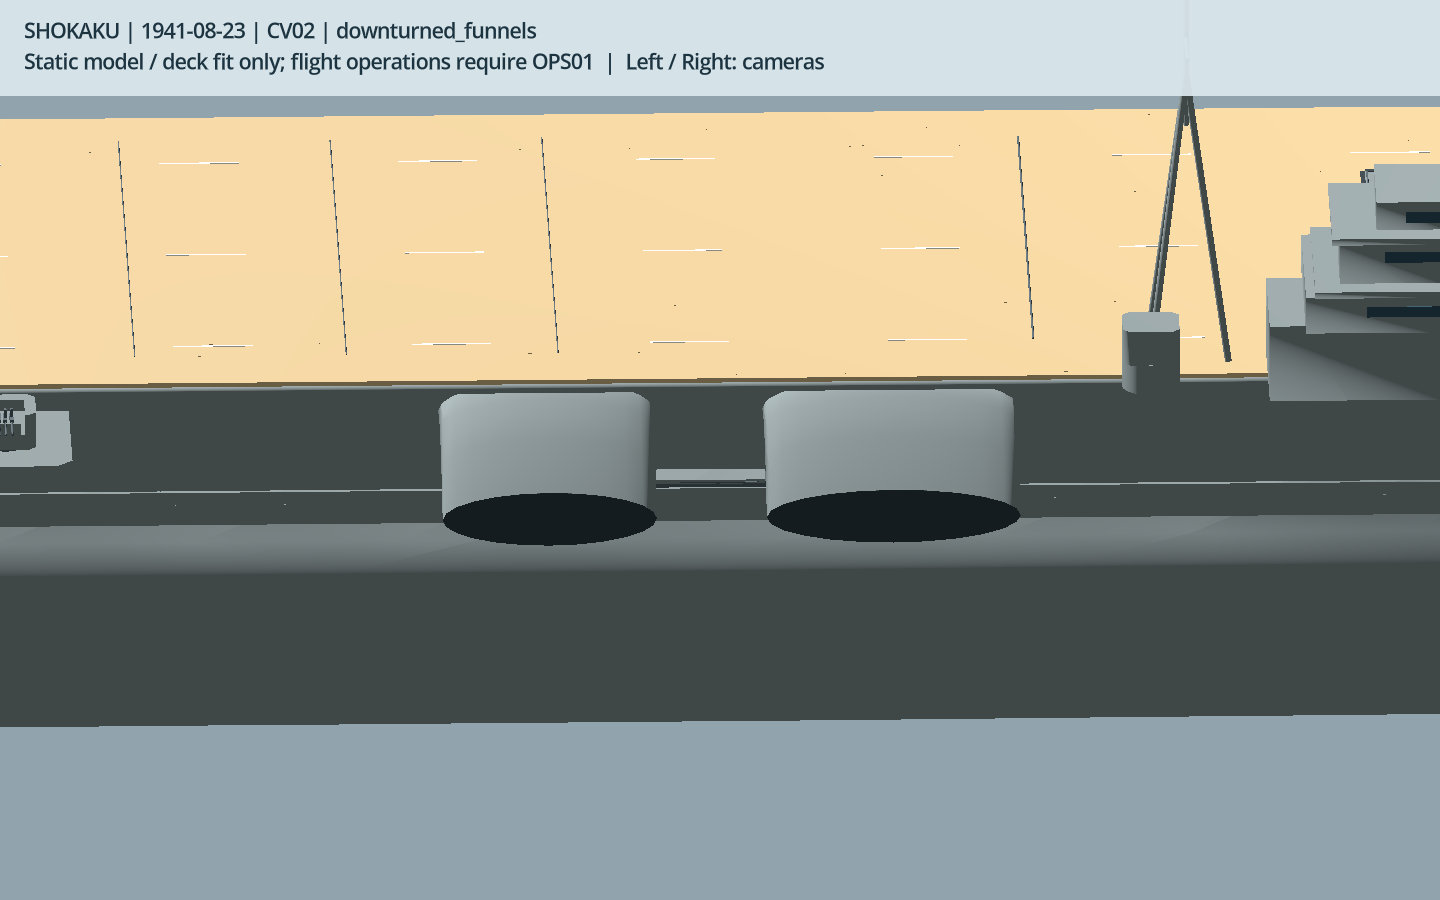 SHOKAKU | 1941-08-23 | CV02 | downturned_funnels
Static model / deck fit only; flight operations require OPS01 | Left / Right: cameras